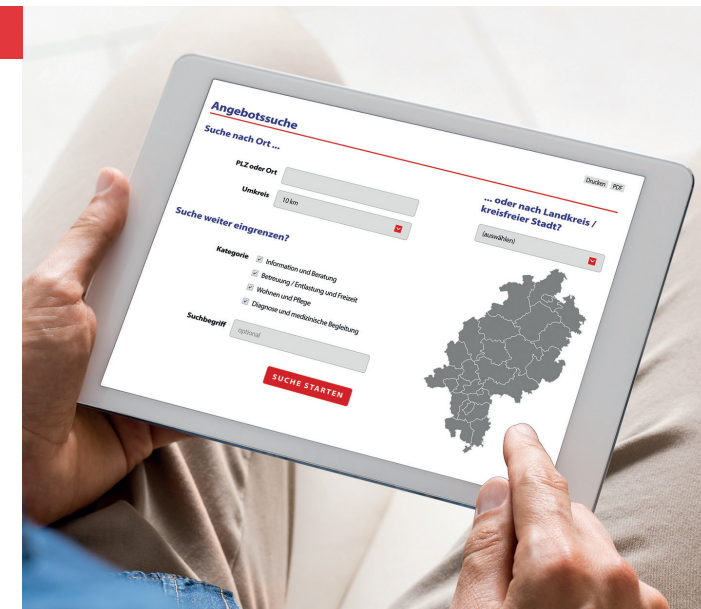 Angebotssuche
Drucken PDF
Suche nach Ort ...
PLZ oder Ort
Umkreis 10 km
... oder nach Landkreis /
kreisfreier Stadt?
(auswählen)
Suche weiter eingrenzen?
Kategorie Information und Beratung
Betreuung / Entlastung und Freizeit
Wohnen und Pflege
Diagnose und medizinische Begleitung
Suchbegriff optional
SUCHE STARTEN